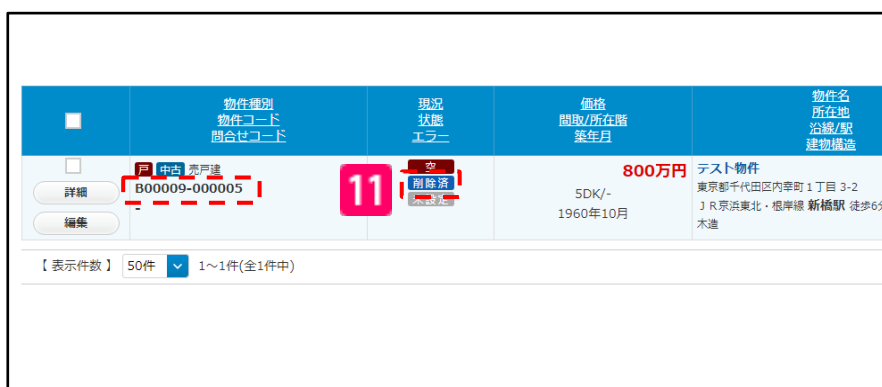 物件種別
物件コード
問合せコード
現況
状態
エラー
価格
間取/所在階
築年月
物件名
所在地
沿線/駅
建物構造
戸 中古 売戸建
B00009-000005
-
詳細
編集
11
空
削除済
未設定
800万円
5DK/-
1960年10月
テスト物件
東京都千代田区内幸町1丁目 3-2
ＪＲ京浜東北・根岸線 新橋駅 徒歩6分
木造
【 表示件数 】 50件 1～1件(全1件中)